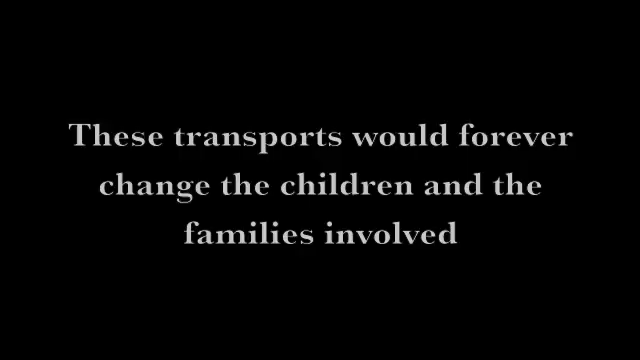 These transports would forever
change the children and the
families involved